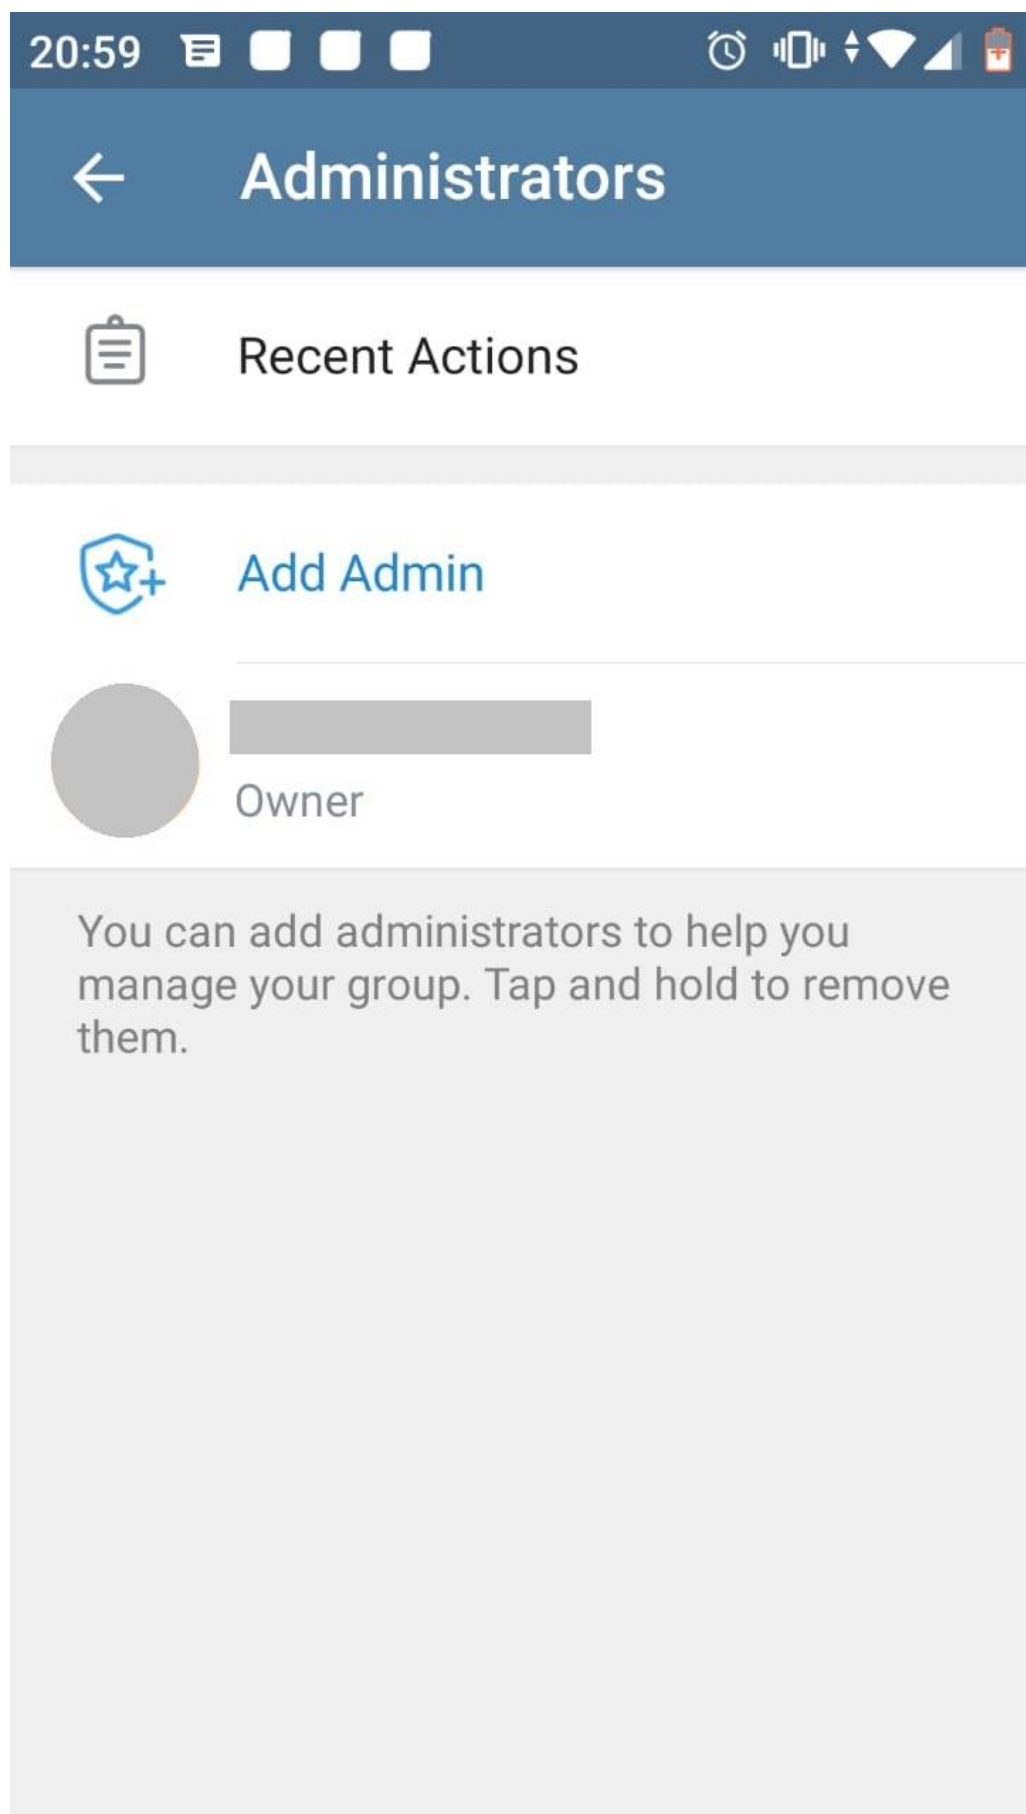 20:59
Administrators
Recent Actions
Add Admin
Owner
You can add administrators to help you
manage your group. Tap and hold to remove
them.